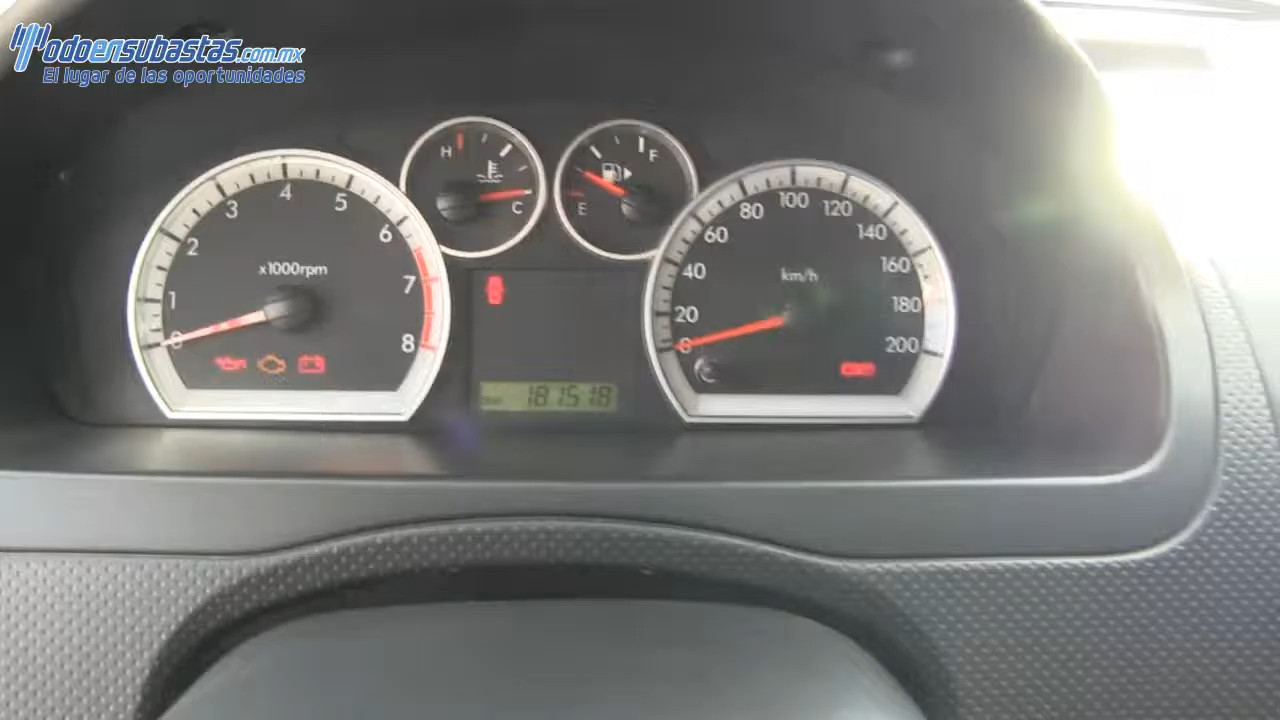 Todoensubastas.com.mx
El lugar de las oportunidades
0 1 2 3 4 5 6 7 8
x1000rpm
H C
F E
0 20 40 60 80 100 120 140 160 180 200
km/h
181518